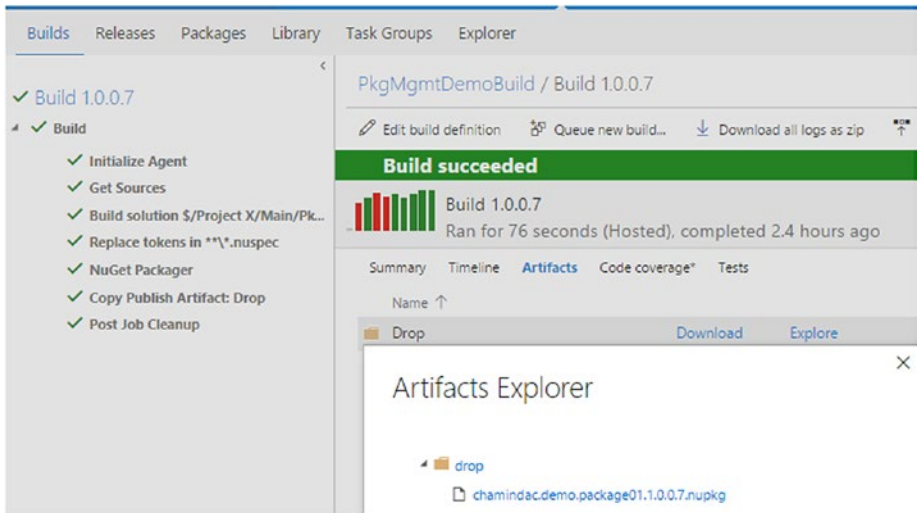 Builds Releases Packages Library Task Groups Explorer
Build 1.0.0.7
Build
Initialize Agent
Get Sources
Build solution $/Project X/Main/Pk...
Replace tokens in **\*.nuspec
NuGet Packager
Copy Publish Artifact: Drop
Post Job Cleanup
PkgMgmtDemoBuild / Build 1.0.0.7
Edit build definition Queue new build... Download all logs as zip
Build succeeded
Build 1.0.0.7
Ran for 76 seconds (Hosted), completed 2.4 hours ago
Summary Timeline Artifacts Code coverage* Tests
Name
Drop Download Explore
Artifacts Explorer
drop
chamindac.demo.package01.1.0.0.7.nupkg